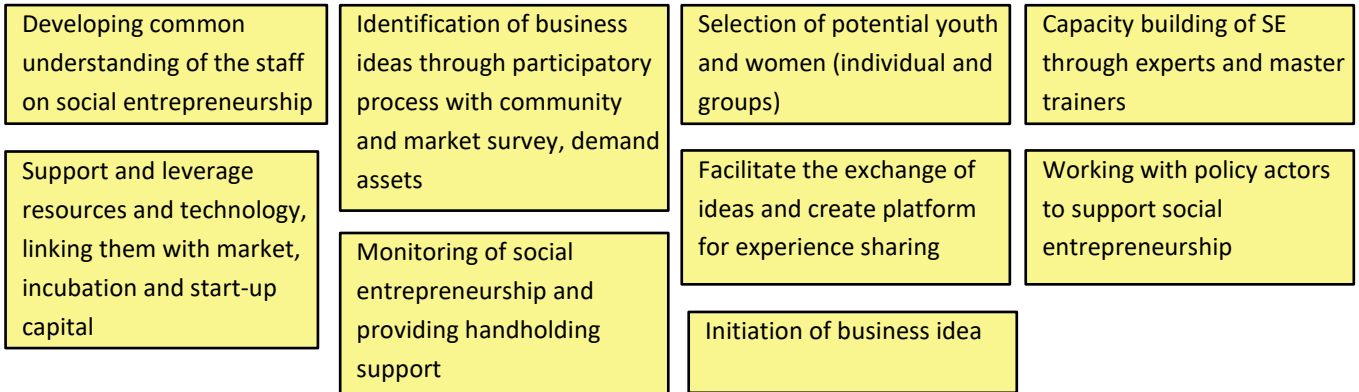 Developing common
understanding of the staff
on social entrepreneurship
Identification of business
ideas through participatory
process with community
and market survey, demand
assets
Selection of potential youth
and women (individual and
groups)
Capacity building of SE
through experts and master
trainers
Support and leverage
resources and technology,
linking them with market,
incubation and start-up
capital
Monitoring of social
entrepreneurship and
providing handholding
support
Facilitate the exchange of
ideas and create platform
for experience sharing
Working with policy actors
to support social
entrepreneurship
Initiation of business idea